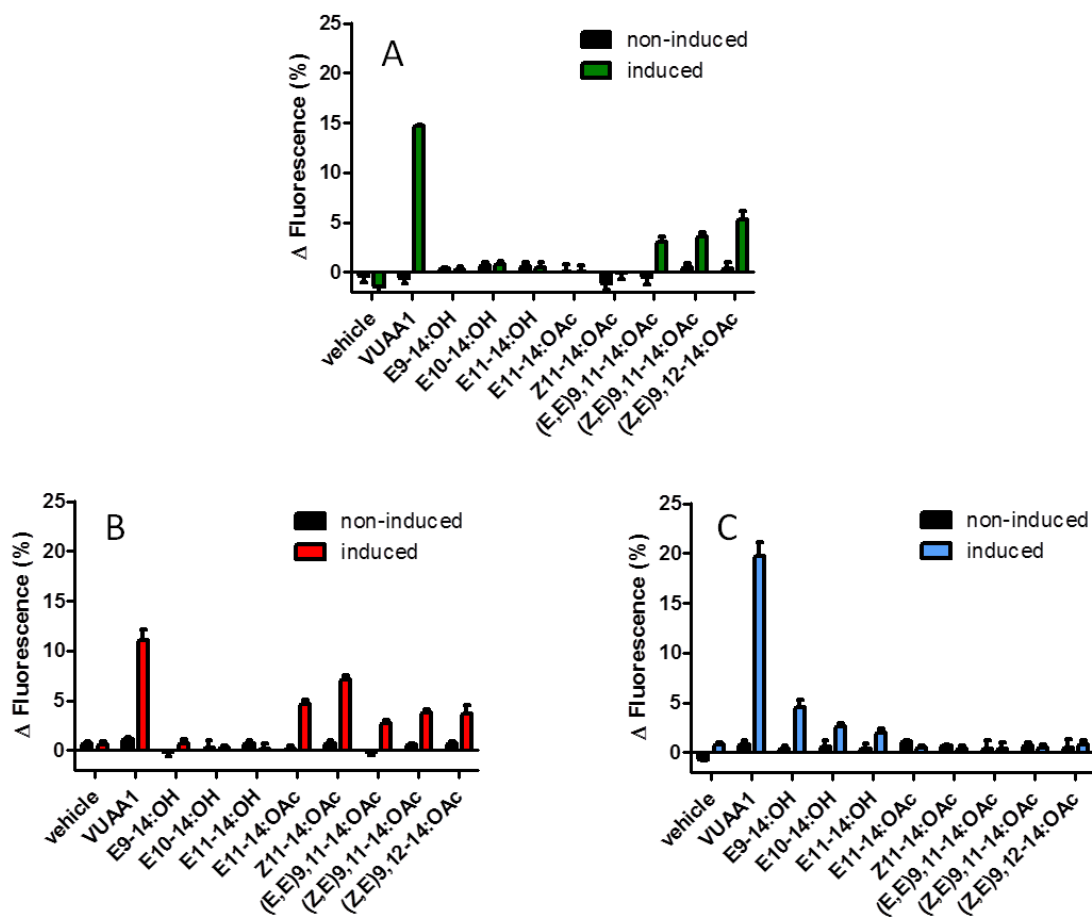 A
Δ Fluorescence (%)
25
20
15
10
5
0
non-induced
induced
vehicle
VUAA1
E9-14:OH
E10-14:OH
E11-14:OH
E11-14:OAc
Z11-14:OAc
(E,E)9,11-14:OAc
(Z,E)9,11-14:OAc
(Z,E)9,12-14:OAc
B
Δ Fluorescence (%)
25
20
15
10
5
0
non-induced
induced
vehicle
VUAA1
E9-14:OH
E10-14:OH
E11-14:OH
E11-14:OAc
Z11-14:OAc
(E,E)9,11-14:OAc
(Z,E)9,11-14:OAc
(Z,E)9,12-14:OAc
C
Δ Fluorescence (%)
25
20
15
10
5
0
non-induced
induced
vehicle
VUAA1
E9-14:OH
E10-14:OH
E11-14:OH
E11-14:OAc
Z11-14:OAc
(E,E)9,11-14:OAc
(Z,E)9,11-14:OAc
(Z,E)9,12-14:OAc